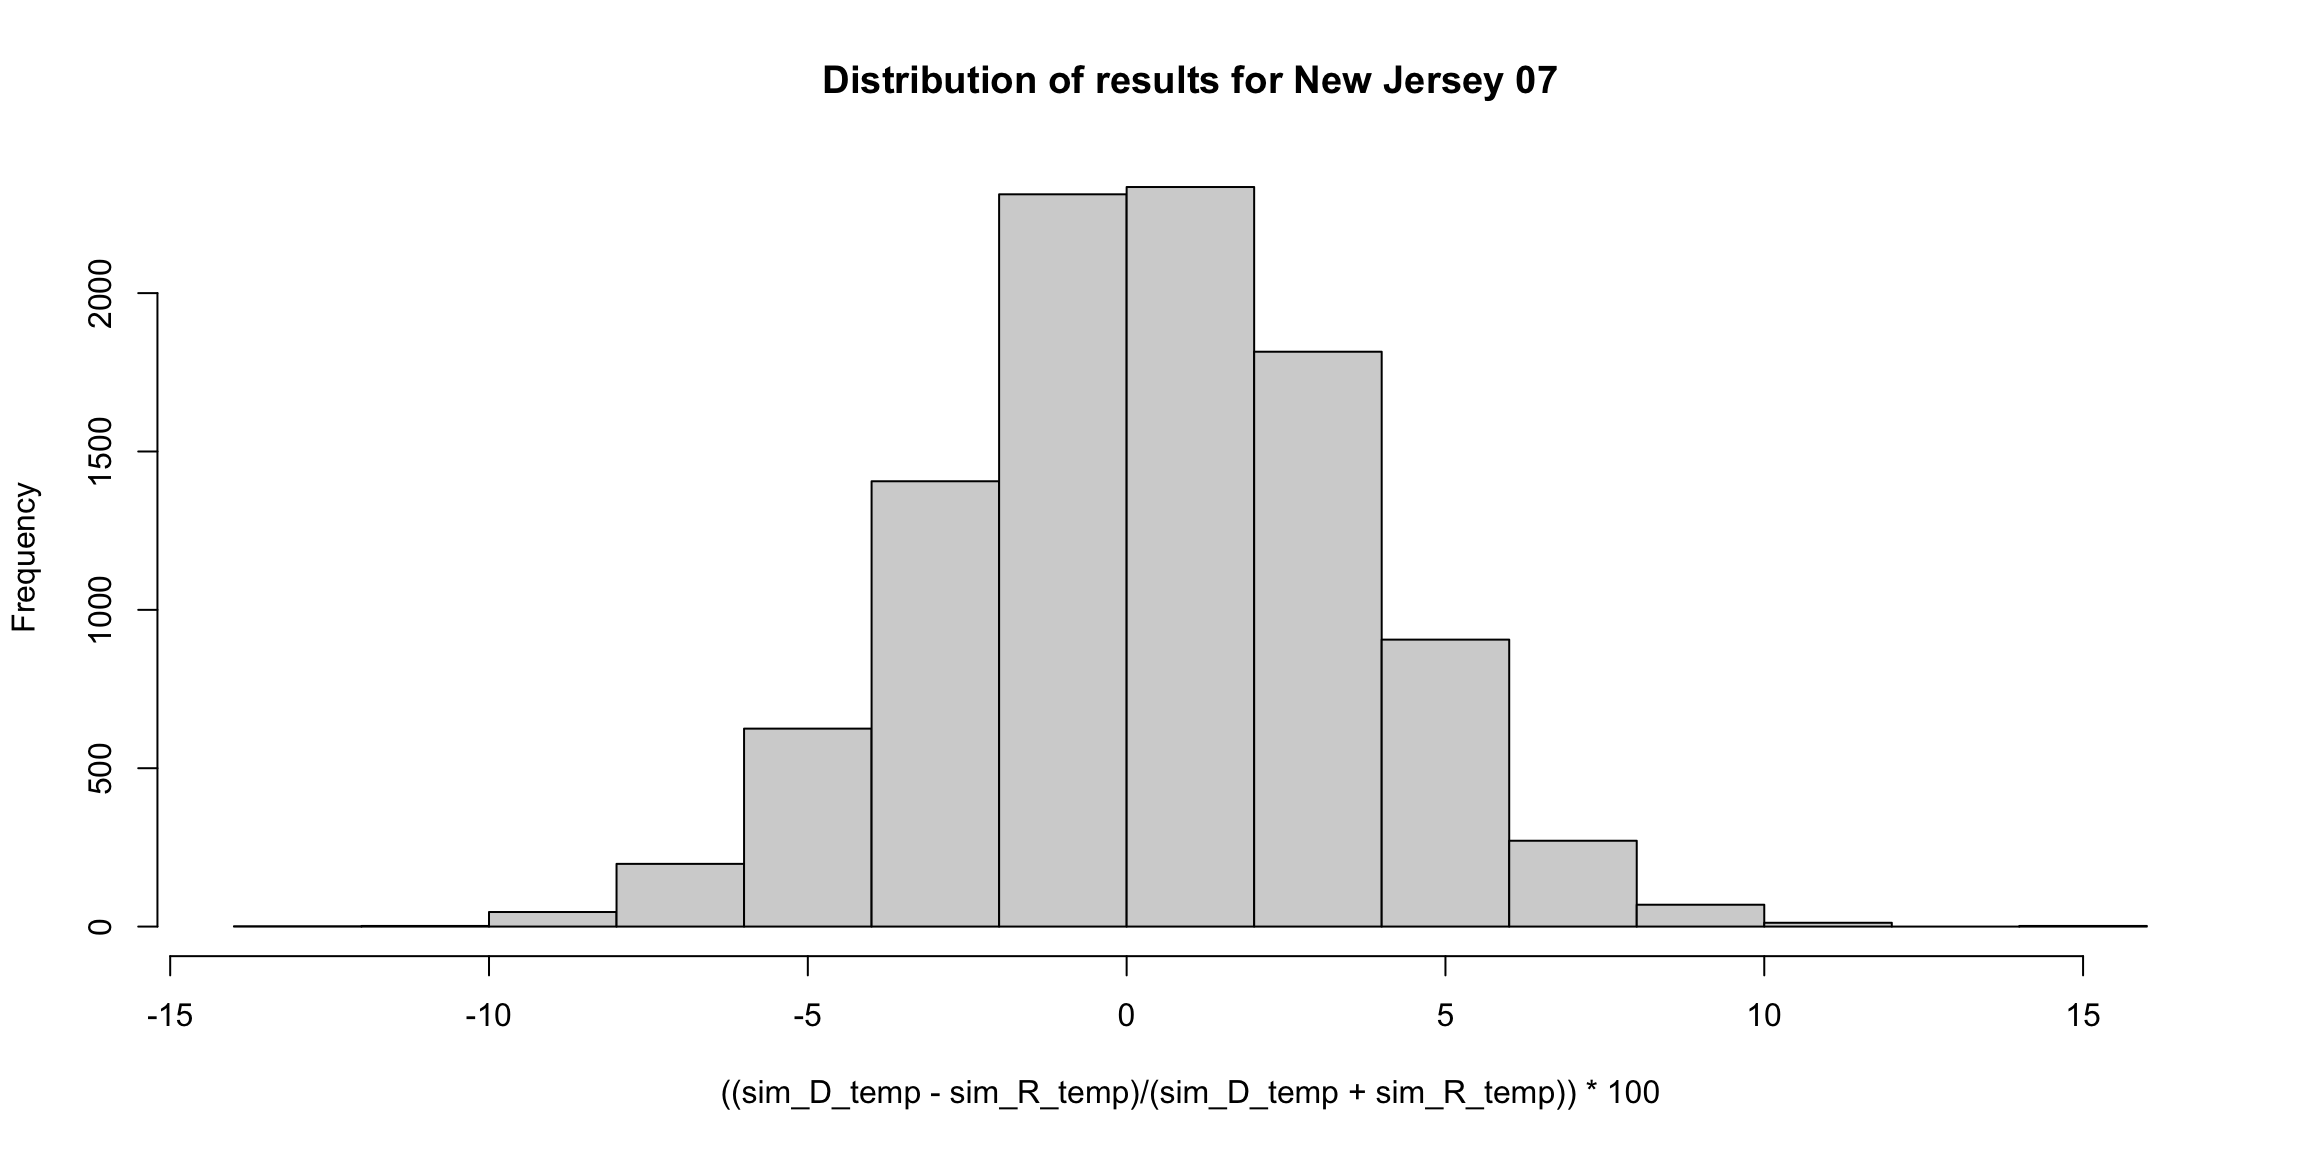 Distribution of results for New Jersey 07
Frequency
2000
1500
1000
500
0
-15 -10 -5 0 5 10 15
((sim_D_temp - sim_R_temp)/(sim_D_temp + sim_R_temp)) * 100